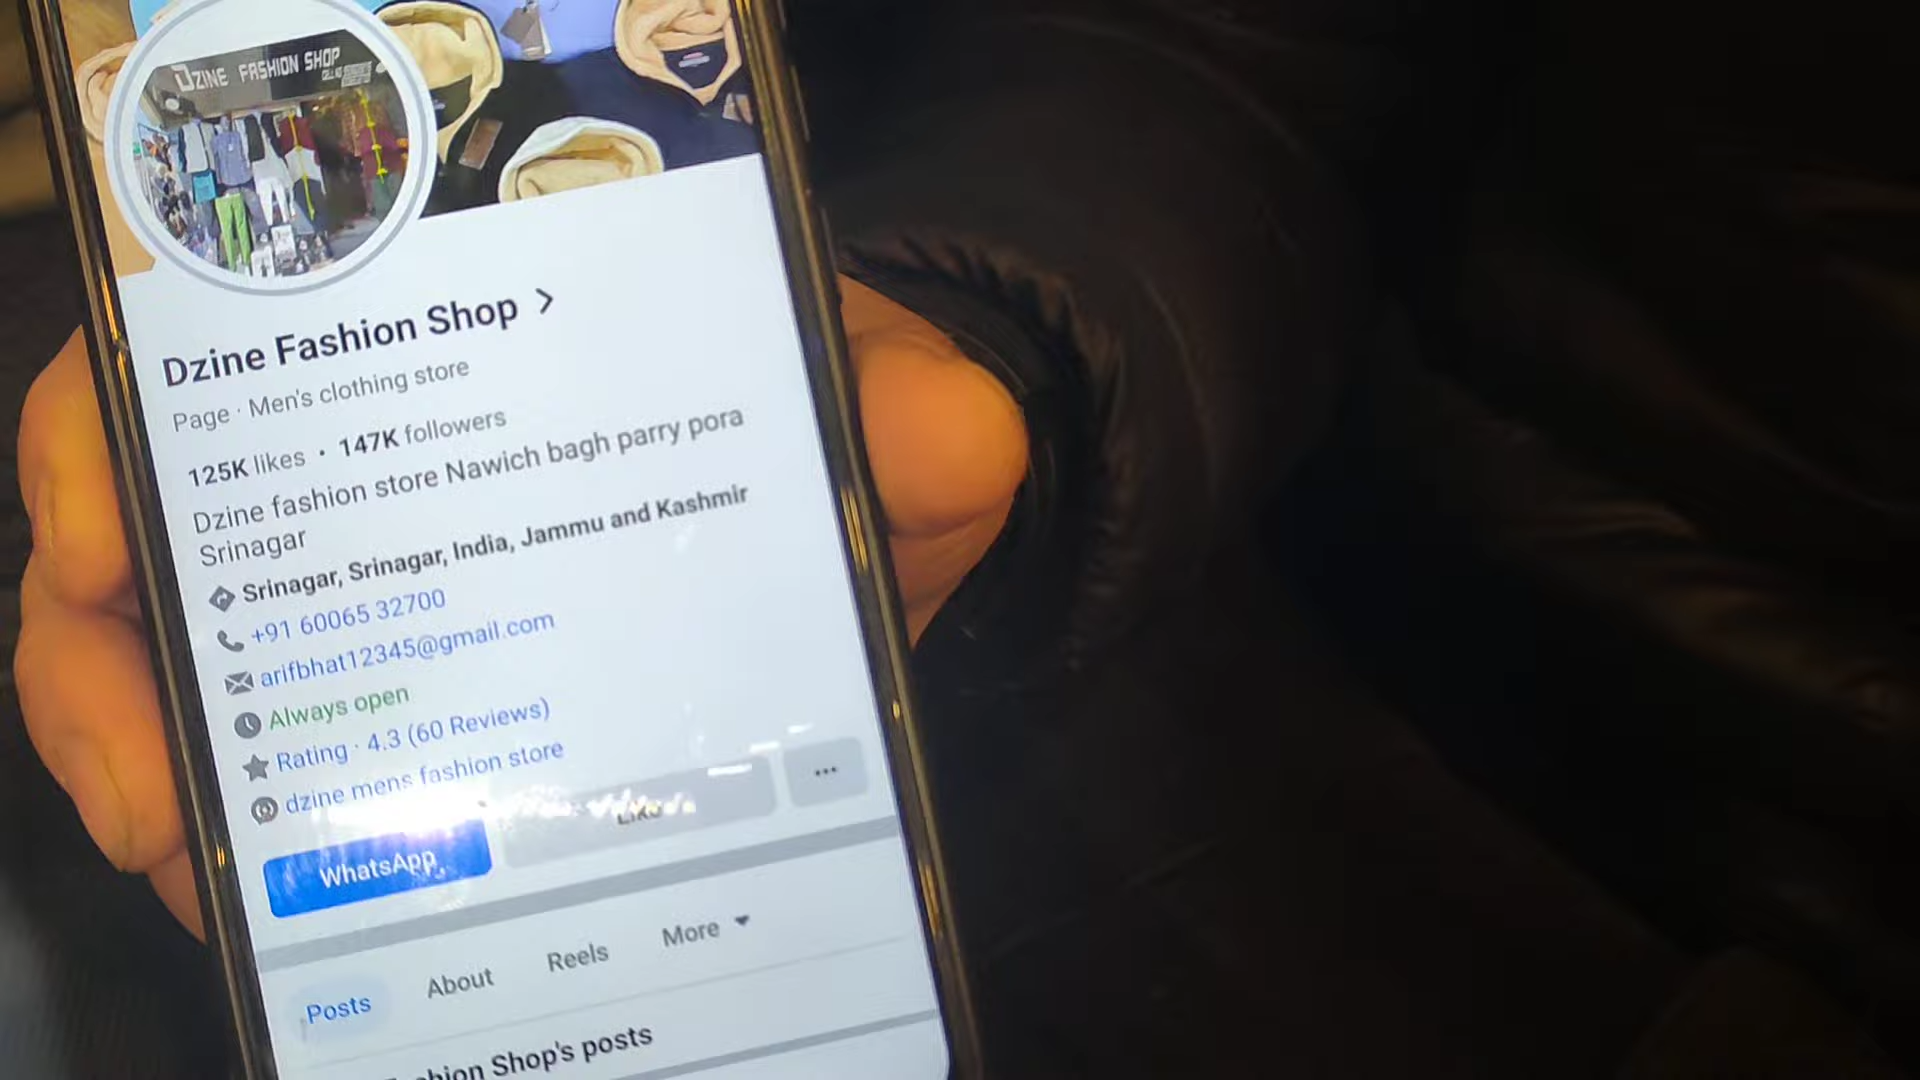 DZINE FASHION SHOP
Dzine Fashion Shop
Page · Men's clothing store
125K likes · 147K followers
Dzine fashion store Nawich bagh parry pora
Srinagar
Srinagar, Srinagar, India, Jammu and Kashmir
+91 60065 32700
arifbhat12345@gmail.com
Always open
Rating · 4.3 (60 Reviews)
dzine mens fashion store
WhatsApp
Posts
About
Reels
More
Shop's posts